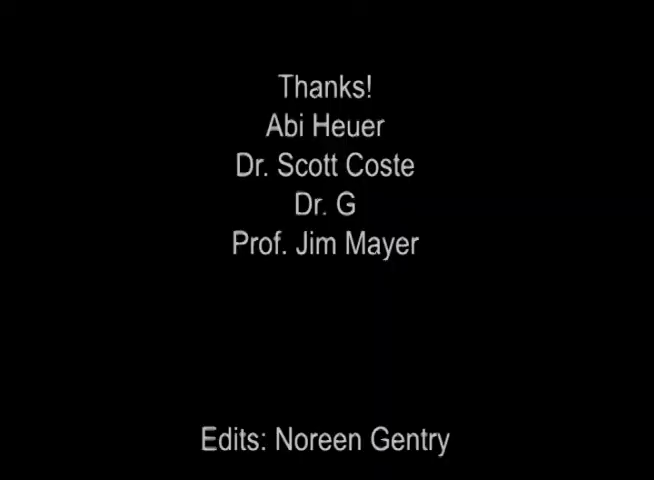 Thanks!
Abi Heuer
Dr. Scott Coste
Dr. G
Prof. Jim Mayer
Edits: Noreen Gentry